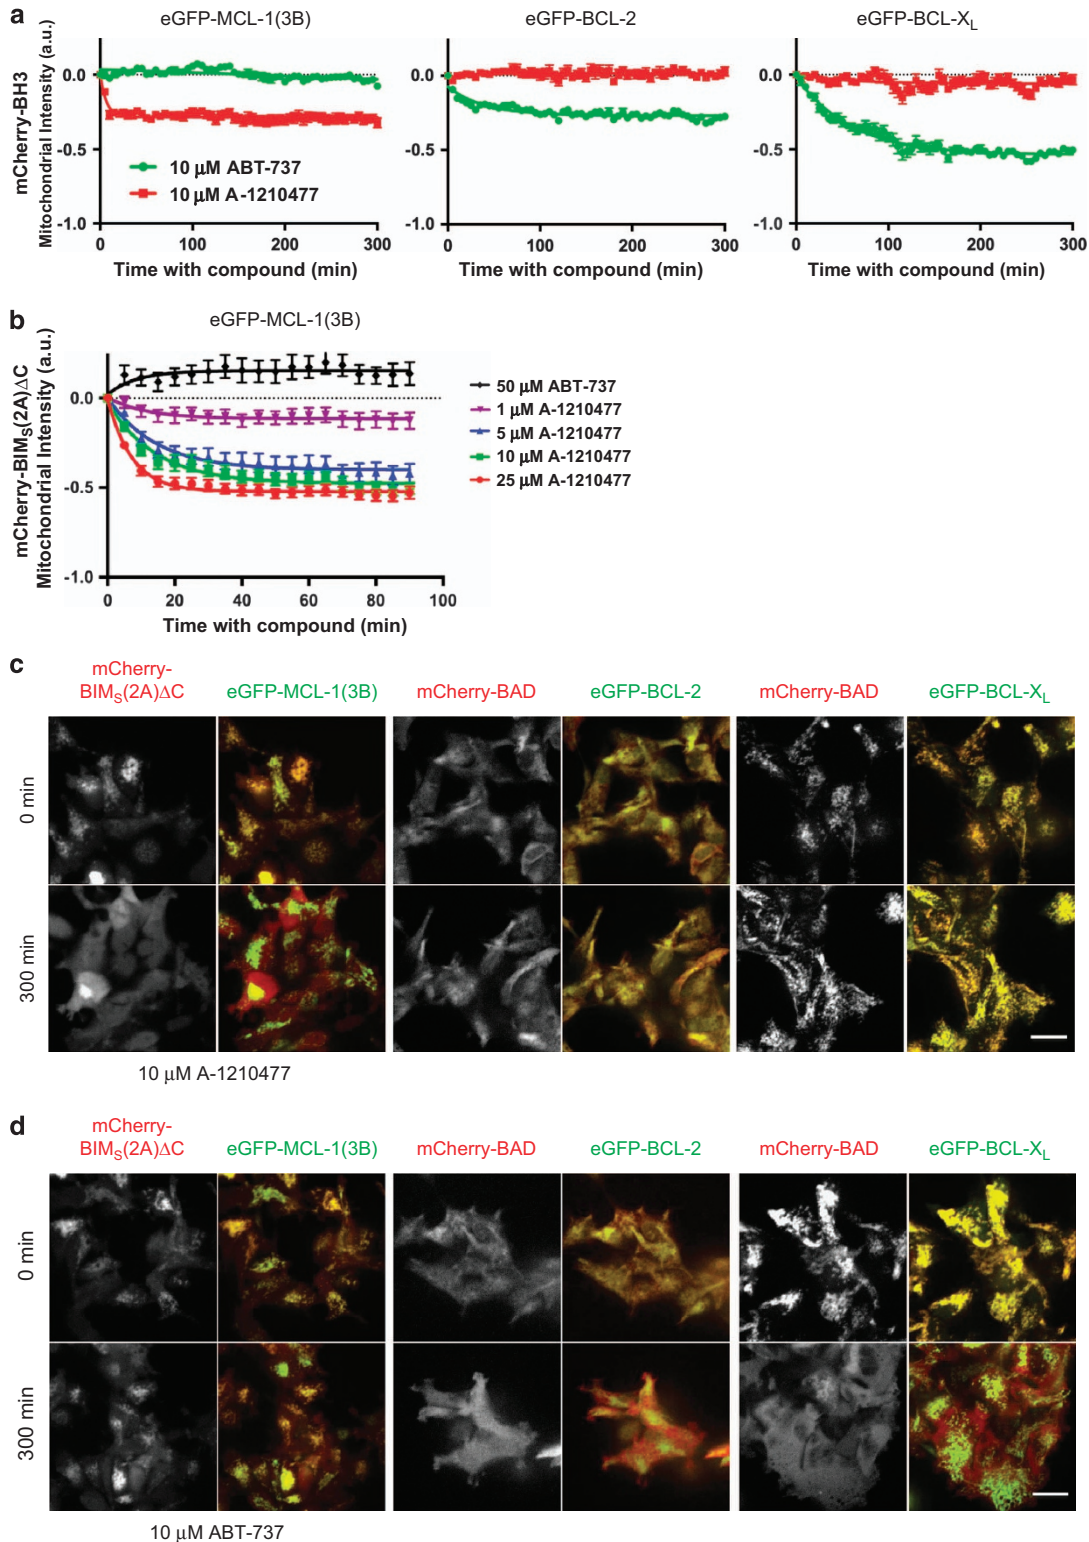 a
eGFP-MCL-1(3B)
eGFP-BCL-2
eGFP-BCL-XL
mCherry-BH3
Mitochondrial Intensity (a.u.)
0.0
-0.5
-1.0
10 µM ABT-737
10 µM A-1210477
0 100 200 300
Time with compound (min)
0.0
-0.5
-1.0
0 100 200 300
Time with compound (min)
0.0
-0.5
-1.0
0 100 200 300
Time with compound (min)
b
eGFP-MCL-1(3B)
mCherry-BIMS(2A)ΔC
Mitochondrial Intensity (a.u.)
0.0
-0.5
-1.0
0 20 40 60 80 100
Time with compound (min)
50 µM ABT-737
1 µM A-1210477
5 µM A-1210477
10 µM A-1210477
25 µM A-1210477
c
mCherry-
BIMS(2A)ΔC
eGFP-MCL-1(3B)
mCherry-BAD
eGFP-BCL-2
mCherry-BAD
eGFP-BCL-XL
0 min
300 min
10 µM A-1210477
d
mCherry-
BIMS(2A)ΔC
eGFP-MCL-1(3B)
mCherry-BAD
eGFP-BCL-2
mCherry-BAD
eGFP-BCL-XL
0 min
300 min
10 µM ABT-737